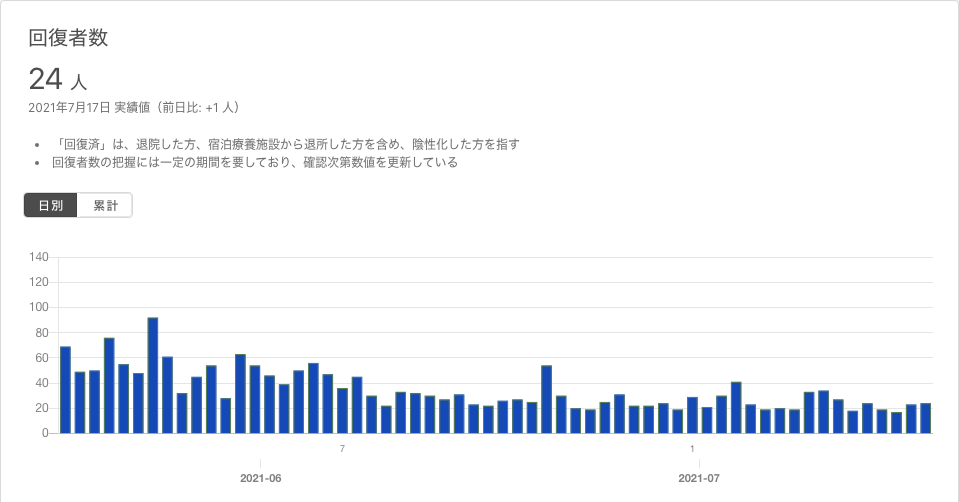 回復者数
24 人
2021年7月17日 実績値（前日比: +1 人）
「回復済」は、退院した方、宿泊療養施設から退所した方を含め、陰性化した方を指す
回復者数の把握には一定の期間を要しており、確認次第数値を更新している
日別 累計
140
120
100
80
60
40
20
0
7 1
2021-06 2021-07